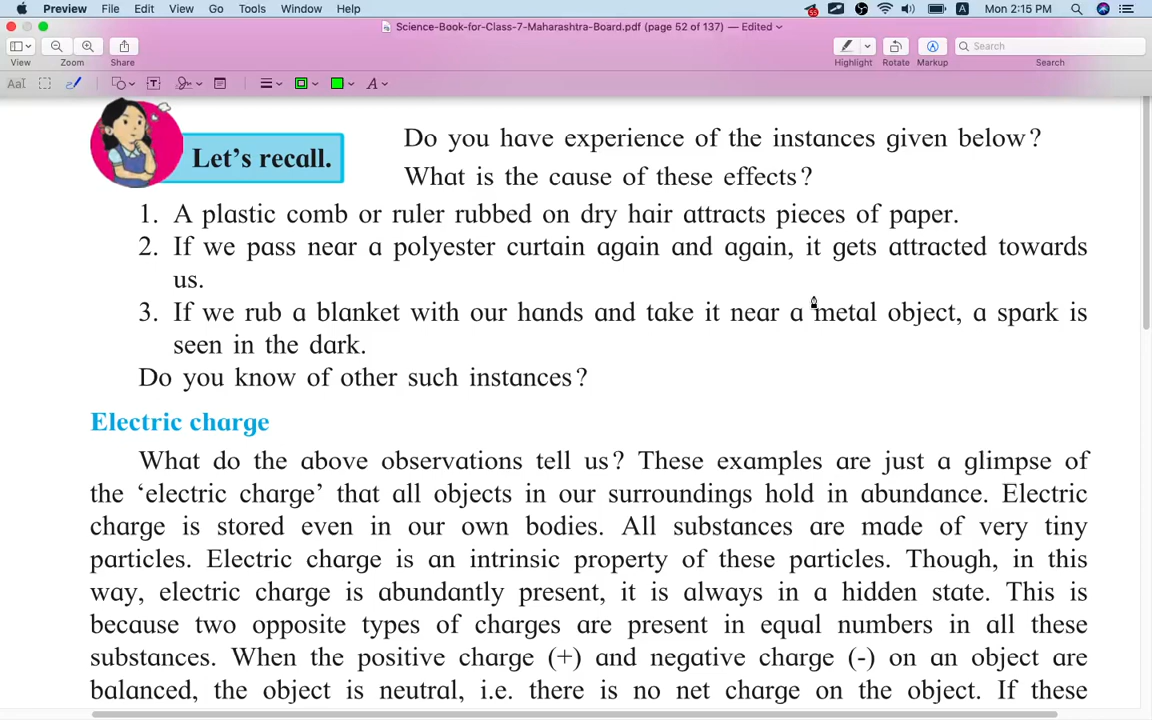 Preview File Edit View Go Tools Window Help Mon 2:15 PM
Science-Book-for-Class-7-Maharashtra-Board.pdf (page 52 of 137) — Edited
Search
View Zoom Share Highlight Rotate Markup Search
Let's recall.
Do you have experience of the instances given below?
What is the cause of these effects?
1. A plastic comb or ruler rubbed on dry hair attracts pieces of paper.
2. If we pass near a polyester curtain again and again, it gets attracted towards
us.
3. If we rub a blanket with our hands and take it near a metal object, a spark is
seen in the dark.
Do you know of other such instances?
Electric charge
What do the above observations tell us? These examples are just a glimpse of
the ‘electric charge’ that all objects in our surroundings hold in abundance. Electric
charge is stored even in our own bodies. All substances are made of very tiny
particles. Electric charge is an intrinsic property of these particles. Though, in this
way, electric charge is abundantly present, it is always in a hidden state. This is
because two opposite types of charges are present in equal numbers in all these
substances. When the positive charge (+) and negative charge (-) on an object are
balanced, the object is neutral, i.e. there is no net charge on the object. If these